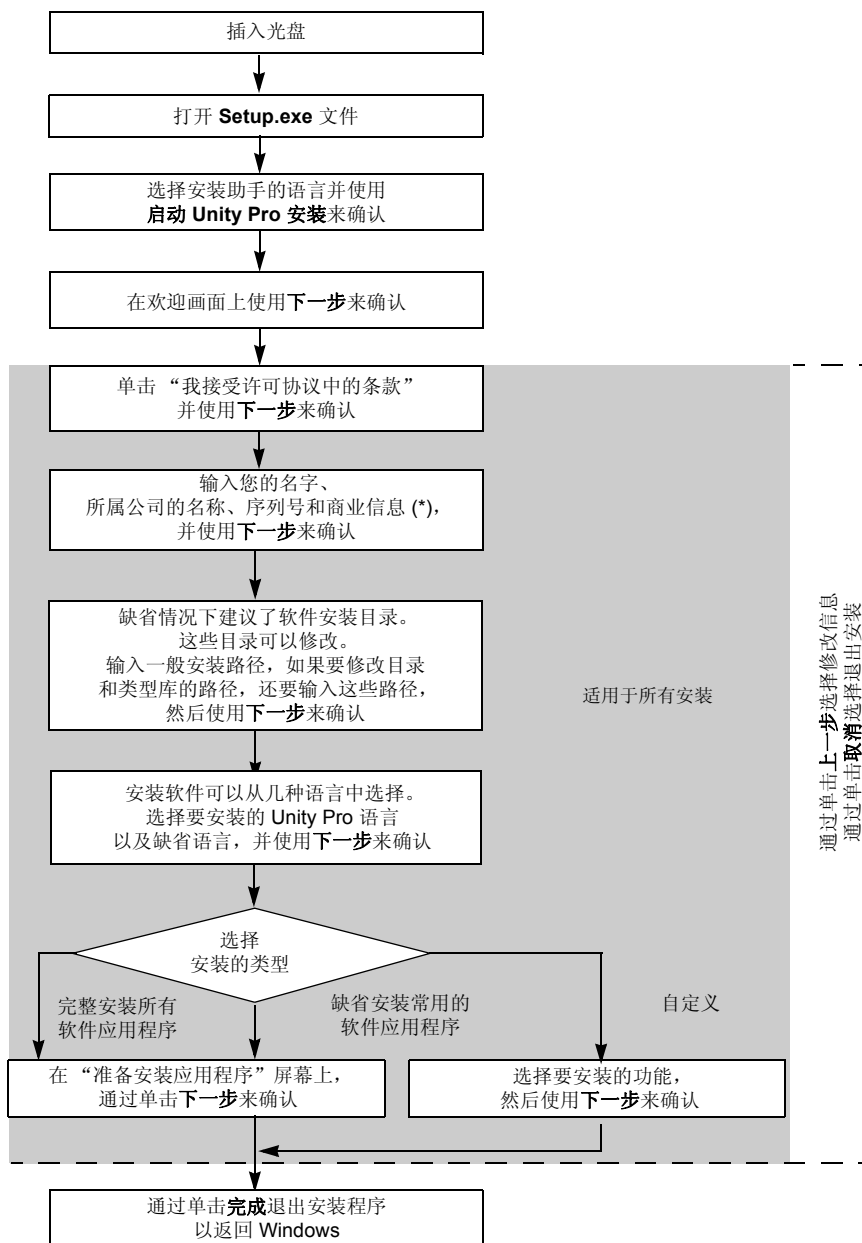 插入光盘
打开 Setup.exe 文件
选择安装助手的语言并使用
启动 Unity Pro 安装来确认
在欢迎画面上使用下一步来确认
单击 “我接受许可协议中的条款”
并使用下一步来确认
输入您的名字、
所属公司的名称、序列号和商业信息 (*),
并使用下一步来确认
缺省情况下建议了软件安装目录。
这些目录可以修改。
输入一般安装路径，如果要修改目录
和类型库的路径，还要输入这些路径，
然后使用下一步来确认
适用于所有安装
通过单击上一步选择修改信息
通过单击取消选择退出安装
安装软件可以从几种语言中选择。
选择要安装的 Unity Pro 语言
以及缺省语言，并使用下一步来确认
选择
安装的类型
完整安装所有
软件应用程序
缺省安装常用的
软件应用程序
自定义
在 “准备安装应用程序” 屏幕上，
通过单击下一步来确认
选择要安装的功能，
然后使用下一步来确认
通过单击完成退出安装程序
以返回 Windows